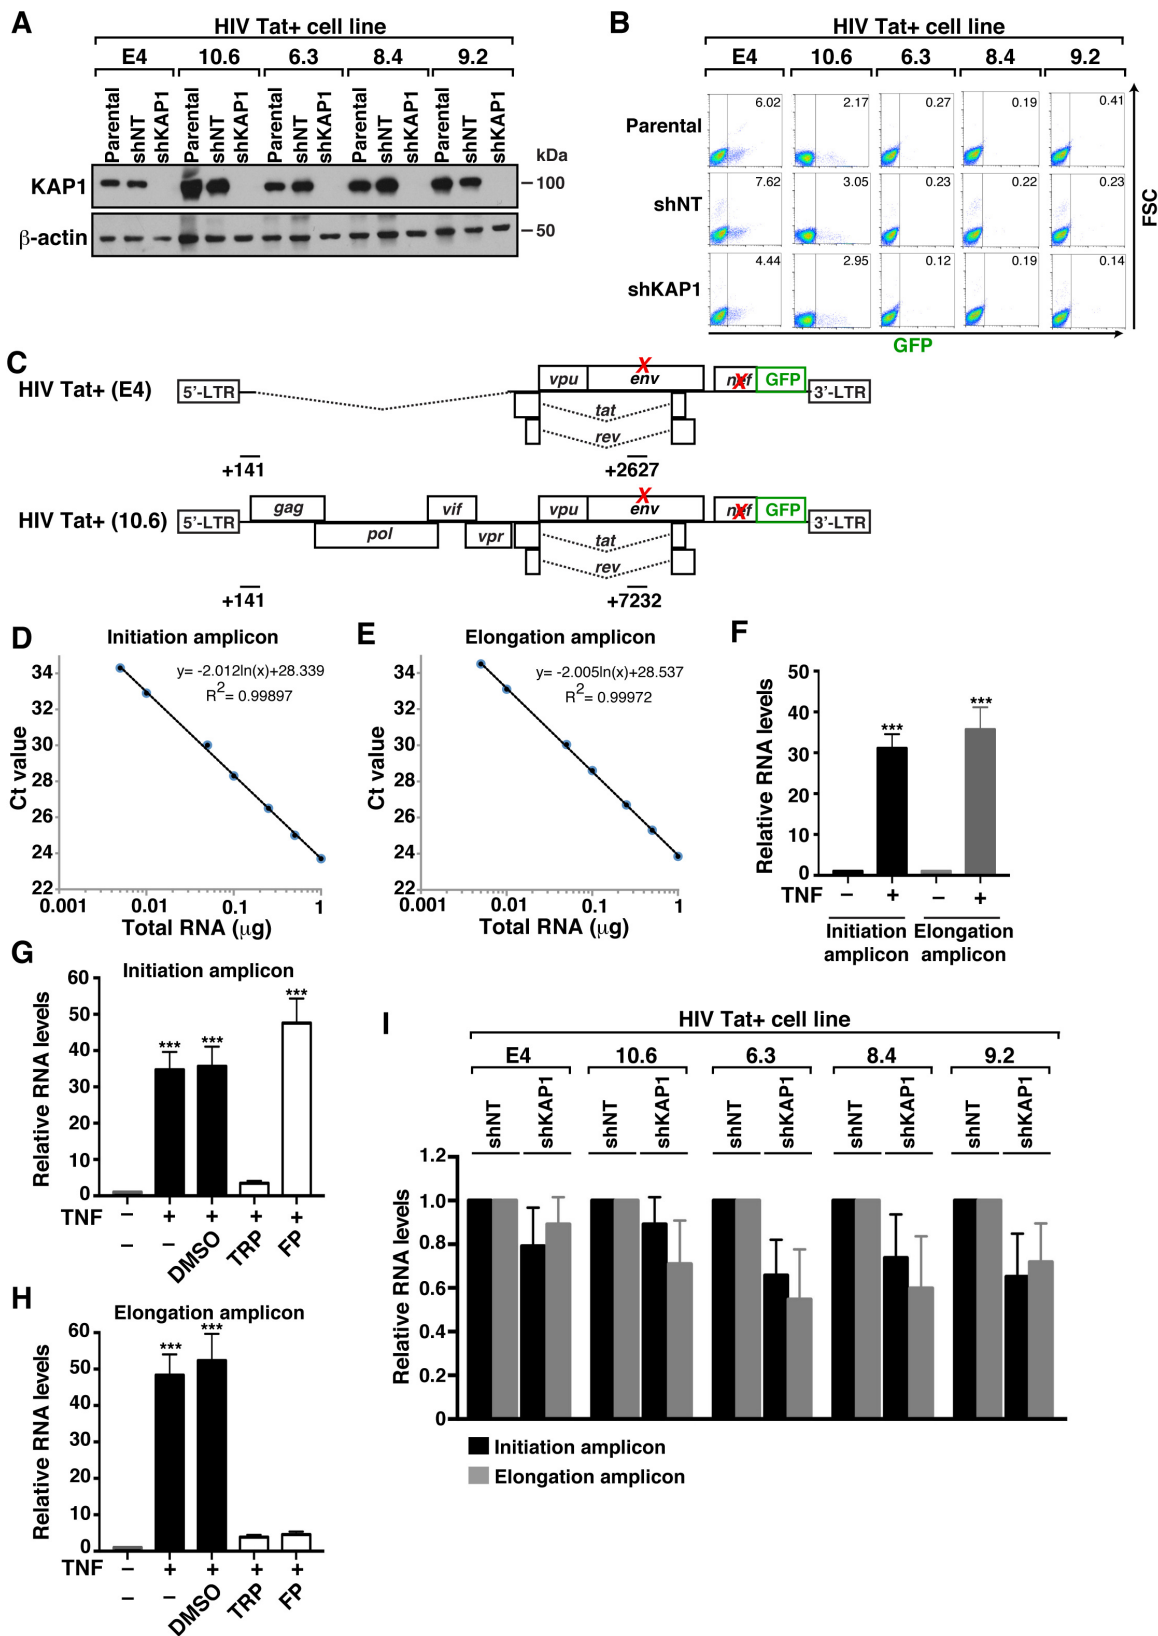 A
HIV Tat+ cell line
E4 10.6 6.3 8.4 9.2
Parental shNT shKAP1 Parental shNT shKAP1 Parental shNT shKAP1 Parental shNT shKAP1 Parental shNT shKAP1
kDa
KAP1
100
β-actin
50
B
HIV Tat+ cell line
E4 10.6 6.3 8.4 9.2
Parental
6.02 2.17 0.27 0.19 0.41
shNT
7.62 3.05 0.23 0.22 0.23
shKAP1
4.44 2.95 0.12 0.19 0.14
FSC
GFP
C
HIV Tat+ (E4)
5'-LTR vpu env X nef X GFP 3'-LTR
tat
rev
+141 +2627
HIV Tat+ (10.6)
5'-LTR gag pol vif vpr vpu env X nef X GFP 3'-LTR
tat
rev
+141 +7232
D
Initiation amplicon
y= -2.012ln(x)+28.339
R2= 0.99897
Ct value
34
32
30
28
26
24
22
0.001 0.01 0.1 1
Total RNA (μg)
E
Elongation amplicon
y= -2.005ln(x)+28.537
R2= 0.99972
Ct value
34
32
30
28
26
24
22
0.001 0.01 0.1 1
Total RNA (μg)
F
Relative RNA levels
50
40
30
20
10
0
*** ***
TNF – + – +
Initiation amplicon
Elongation amplicon
G
Initiation amplicon
Relative RNA levels
60
50
40
30
20
10
0
*** *** ***
TNF – + + + +
– – DMSO TRP FP
H
Elongation amplicon
Relative RNA levels
60
50
40
30
20
10
0
*** ***
TNF – + + + +
– – DMSO TRP FP
I
HIV Tat+ cell line
E4 10.6 6.3 8.4 9.2
shNT shKAP1 shNT shKAP1 shNT shKAP1 shNT shKAP1 shNT shKAP1
Relative RNA levels
1.2
1.0
0.8
0.6
0.4
0.2
0
Initiation amplicon
Elongation amplicon